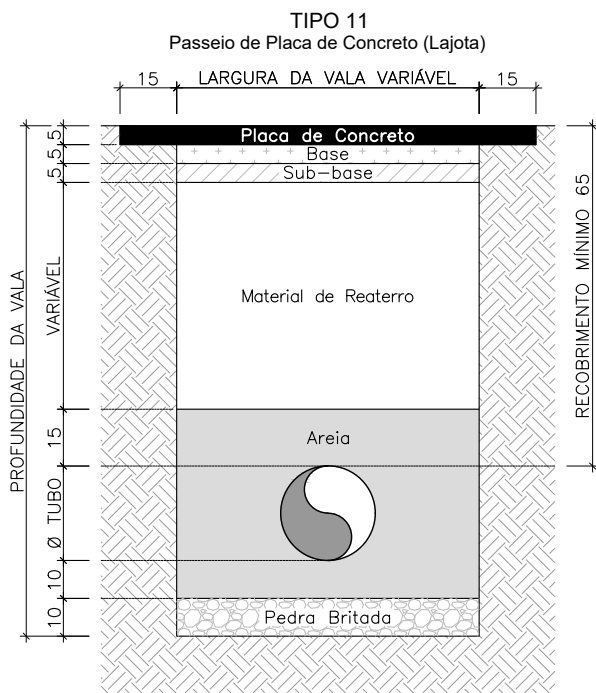 TIPO 11
Passeio de Placa de Concreto (Lajota)
15
LARGURA DA VALA VARIÁVEL
15
Placa de Concreto
Base
Sub-base
Material de Reaterro
Areia
Pedra Britada
5
5
5
VARIÁVEL
15
Ø TUBO
10
10
PROFUNDIDADE DA VALA
RECOBRIMENTO MÍNIMO 65